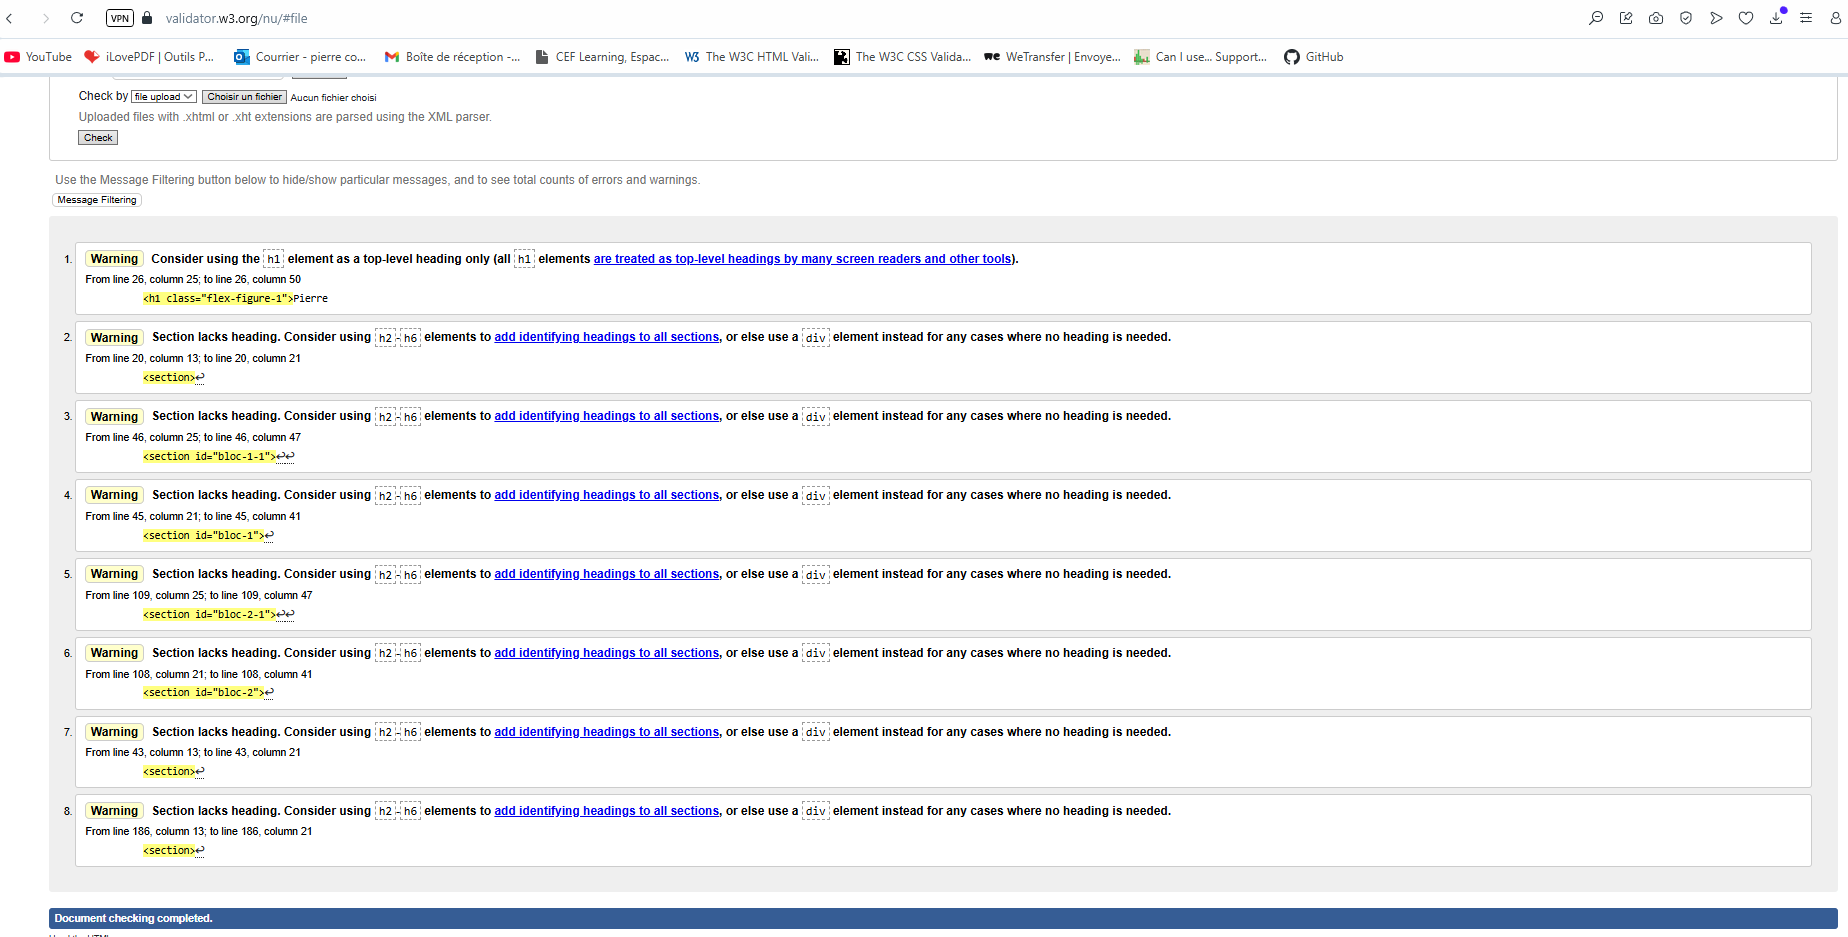 VPN validator.w3.org/nu/#file
YouTube iLovePDF | Outils P... Courrier - pierre co... Boîte de réception -... CEF Learning, Espac... The W3C HTML Vali... The W3C CSS Valida... WeTransfer | Envoye... Can I use... Support... GitHub
Check by file upload Choisir un fichier Aucun fichier choisi
Uploaded files with .xhtml or .xht extensions are parsed using the XML parser.
Check
Use the Message Filtering button below to hide/show particular messages, and to see total counts of errors and warnings.
Message Filtering
1. Warning Consider using the h1 element as a top-level heading only (all h1 elements are treated as top-level headings by many screen readers and other tools).
From line 26, column 25; to line 26, column 50
<h1 class="flex-figure-1">Pierre
2. Warning Section lacks heading. Consider using h2-h6 elements to add identifying headings to all sections, or else use a div element instead for any cases where no heading is needed.
From line 20, column 13; to line 20, column 21
<section>↩
3. Warning Section lacks heading. Consider using h2-h6 elements to add identifying headings to all sections, or else use a div element instead for any cases where no heading is needed.
From line 46, column 25; to line 46, column 47
<section id="bloc-1-1">↩↩
4. Warning Section lacks heading. Consider using h2-h6 elements to add identifying headings to all sections, or else use a div element instead for any cases where no heading is needed.
From line 45, column 21; to line 45, column 41
<section id="bloc-1">↩
5. Warning Section lacks heading. Consider using h2-h6 elements to add identifying headings to all sections, or else use a div element instead for any cases where no heading is needed.
From line 109, column 25; to line 109, column 47
<section id="bloc-2-1">↩↩
6. Warning Section lacks heading. Consider using h2-h6 elements to add identifying headings to all sections, or else use a div element instead for any cases where no heading is needed.
From line 108, column 21; to line 108, column 41
<section id="bloc-2">↩
7. Warning Section lacks heading. Consider using h2-h6 elements to add identifying headings to all sections, or else use a div element instead for any cases where no heading is needed.
From line 43, column 13; to line 43, column 21
<section>↩
8. Warning Section lacks heading. Consider using h2-h6 elements to add identifying headings to all sections, or else use a div element instead for any cases where no heading is needed.
From line 186, column 13; to line 186, column 21
<section>↩
Document checking completed.